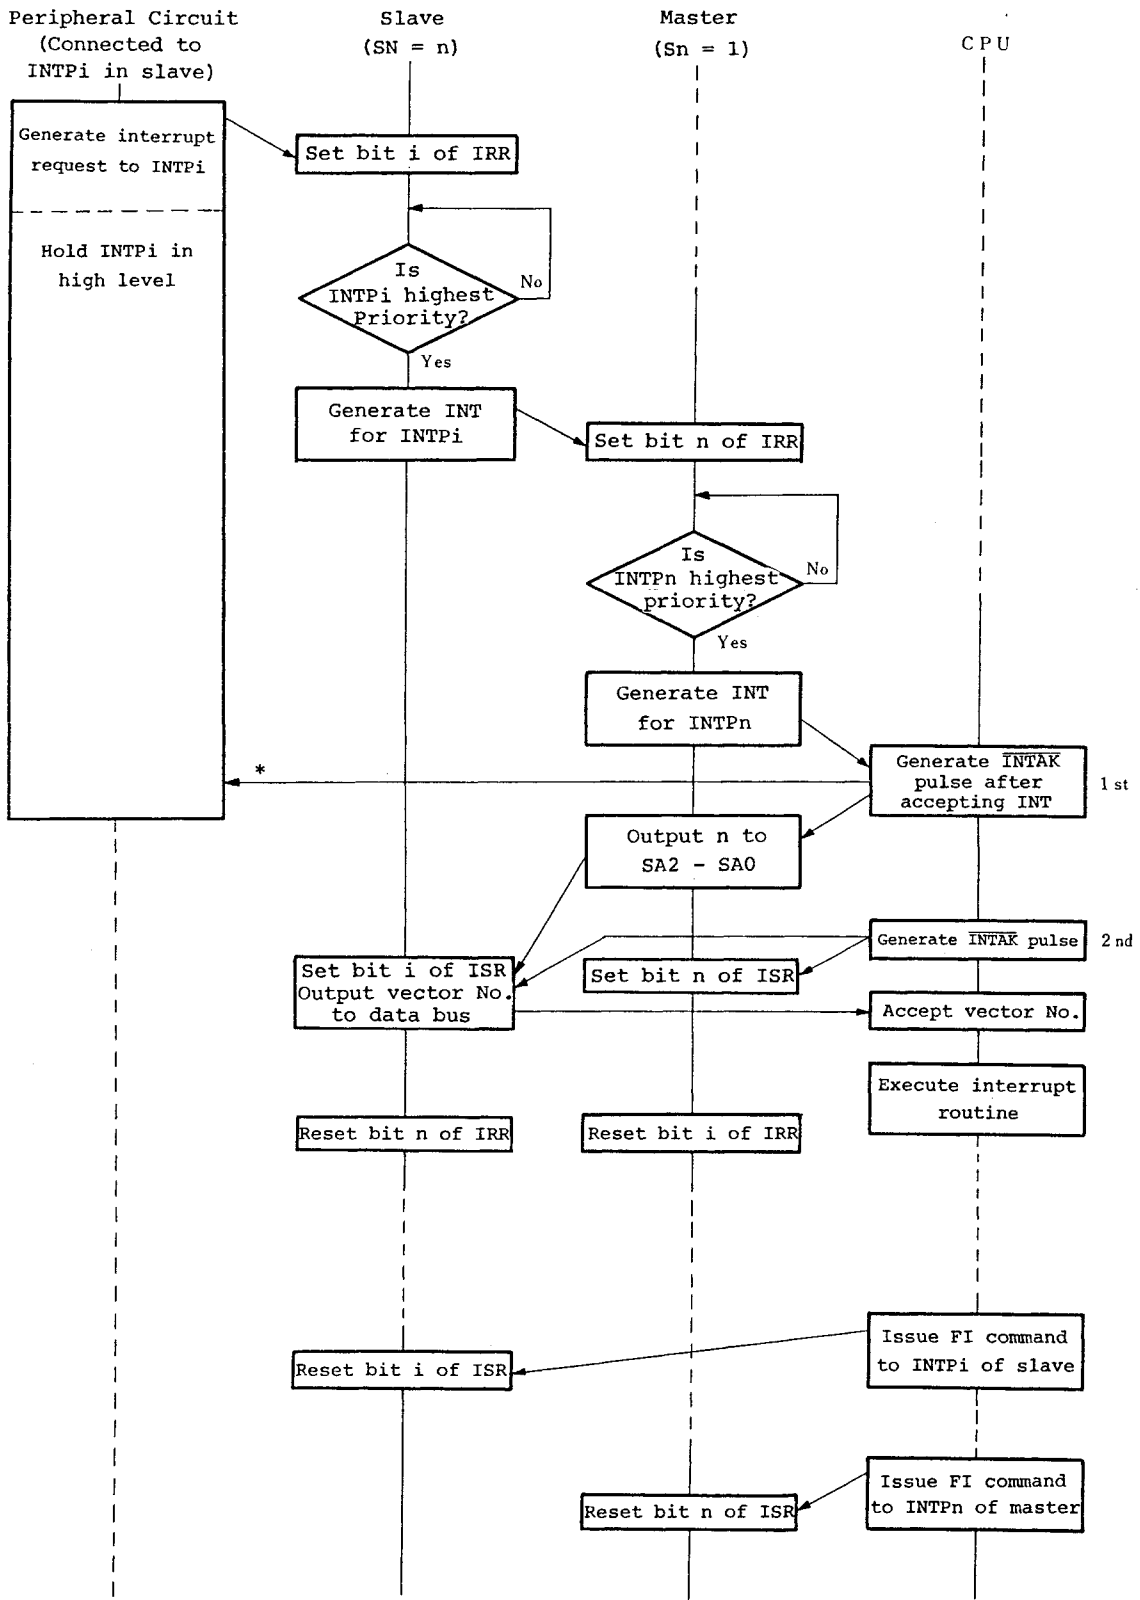 Peripheral Circuit
(Connected to
INTPi in slave)
Slave
(SN = n)
Master
(Sn = 1)
CPU
Generate interrupt
request to INTPi
Set bit i of IRR
Hold INTPi in
high level
Is
INTPi highest
Priority?
No
Yes
Generate INT
for INTPi
Set bit n of IRR
Is
INTPn highest
priority?
No
Yes
Generate INT
for INTPn
*
Generate INTAK
pulse after
accepting INT
1 st
Output n to
SA2 - SA0
Generate INTAK pulse
2 nd
Set bit i of ISR
Output vector No.
to data bus
Set bit n of ISR
Accept vector No.
Execute interrupt
routine
Reset bit n of IRR
Reset bit i of IRR
Issue FI command
to INTPi of slave
Reset bit i of ISR
Issue FI command
to INTPn of master
Reset bit n of ISR